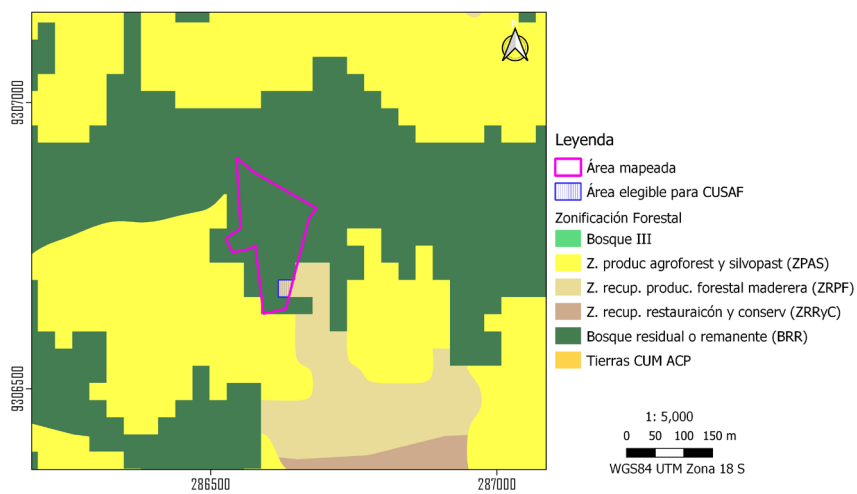 9307000
9306500
286500
287000
Leyenda
Área mapeada
Área elegible para CUSAF
Zonificación Forestal
Bosque III
Z. produc agroforest y silvopast (ZPAS)
Z. recup. produc. forestal maderera (ZRPF)
Z. recup. restauraicón y conserv (ZRRyC)
Bosque residual o remanente (BRR)
Tierras CUM ACP
1: 5,000
0 50 100 150 m
WGS84 UTM Zona 18 S